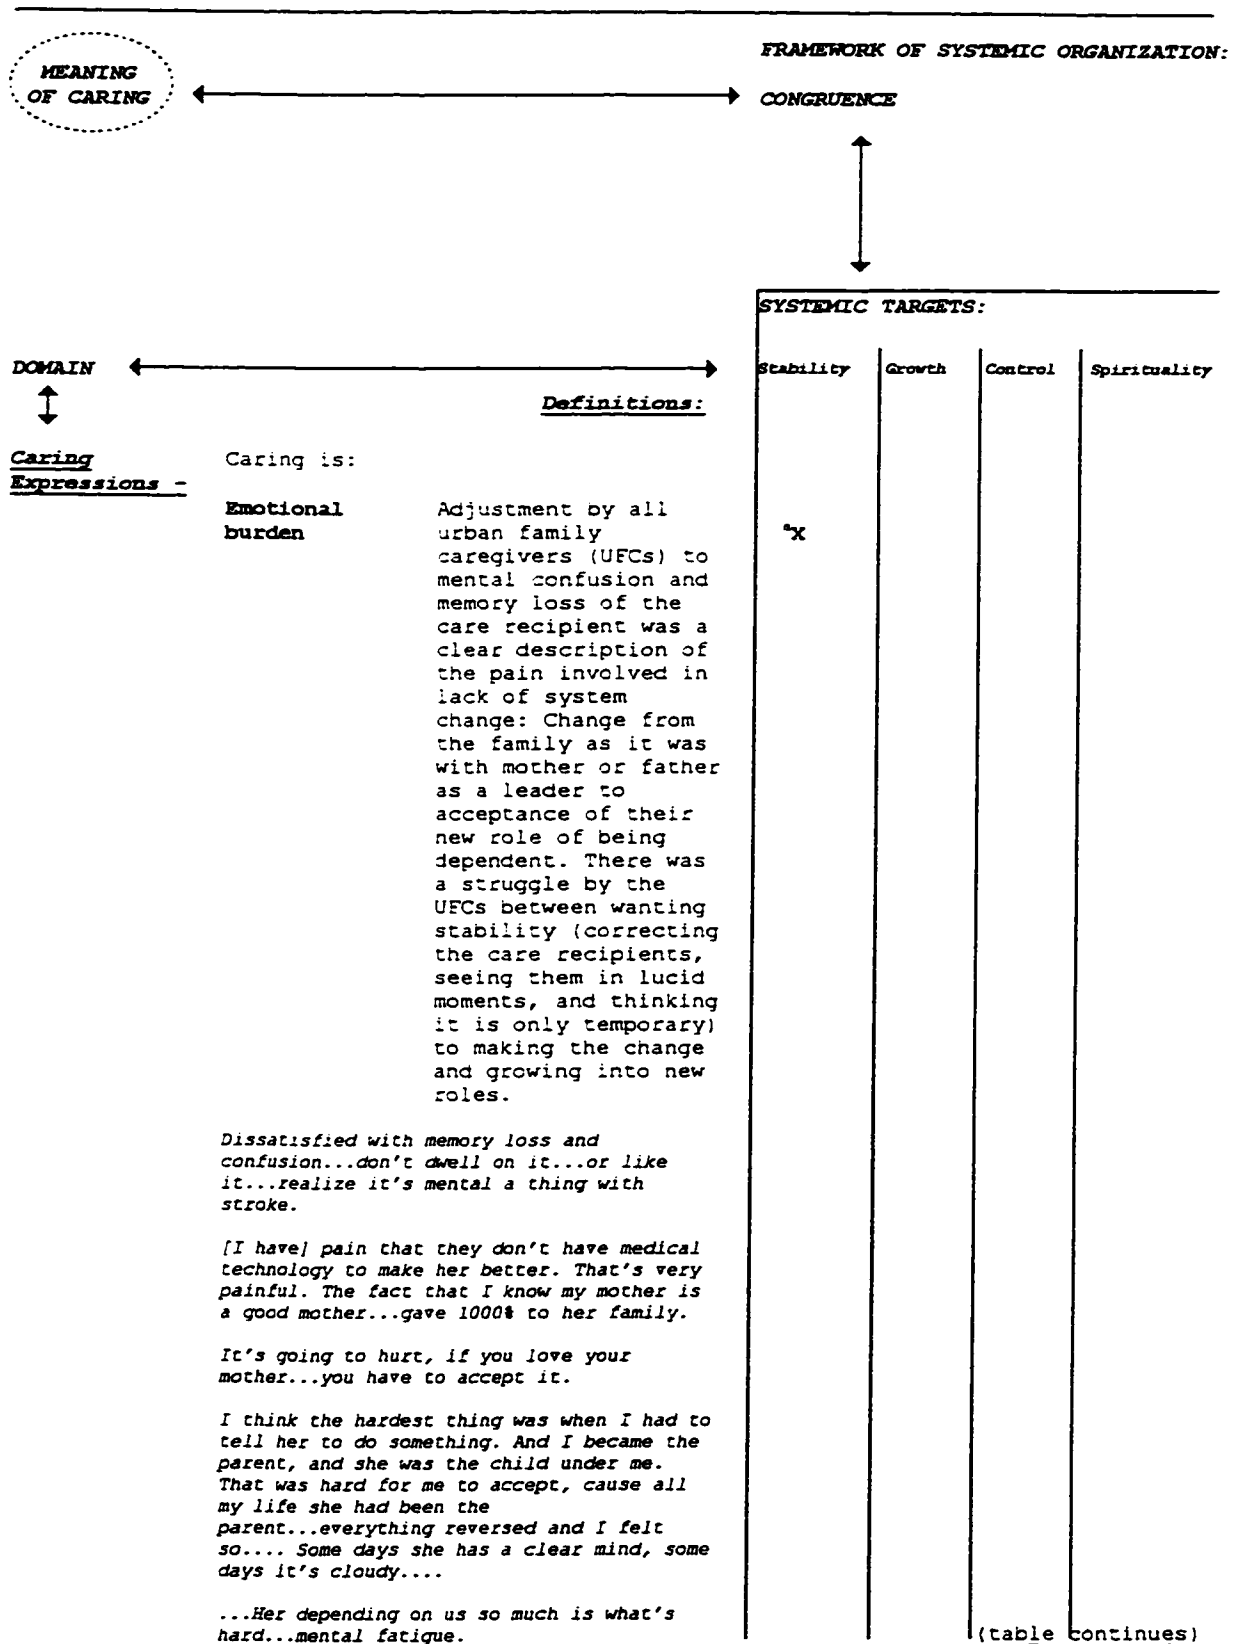 FRAMEWORK OF SYSTEMIC ORGANIZATION:
MEANING
OF CARING
CONGRUENCE
SYSTEMIC TARGETS:
DOMAIN
Stability Growth Control Spirituality
Definitions:
Caring
Expressions -
Caring is:
Emotional
burden
Adjustment by all
urban family
caregivers (UFCs) to
mental confusion and
memory loss of the
care recipient was a
clear description of
the pain involved in
lack of system
change: Change from
the family as it was
with mother or father
as a leader to
acceptance of their
new role of being
dependent. There was
a struggle by the
UFCs between wanting
stability (correcting
the care recipients,
seeing them in lucid
moments, and thinking
it is only temporary)
to making the change
and growing into new
roles.
ᵃX
Dissatisfied with memory loss and
confusion...don't dwell on it...or like
it...realize it's mental a thing with
stroke.
[I have] pain that they don't have medical
technology to make her better. That's very
painful. The fact that I know my mother is
a good mother...gave 1000% to her family.
It's going to hurt, if you love your
mother...you have to accept it.
I think the hardest thing was when I had to
tell her to do something. And I became the
parent, and she was the child under me.
That was hard for me to accept, cause all
my life she had been the
parent...everything reversed and I felt
so.... Some days she has a clear mind, some
days it's cloudy....
...Her depending on us so much is what's
hard...mental fatigue.
(table continues)